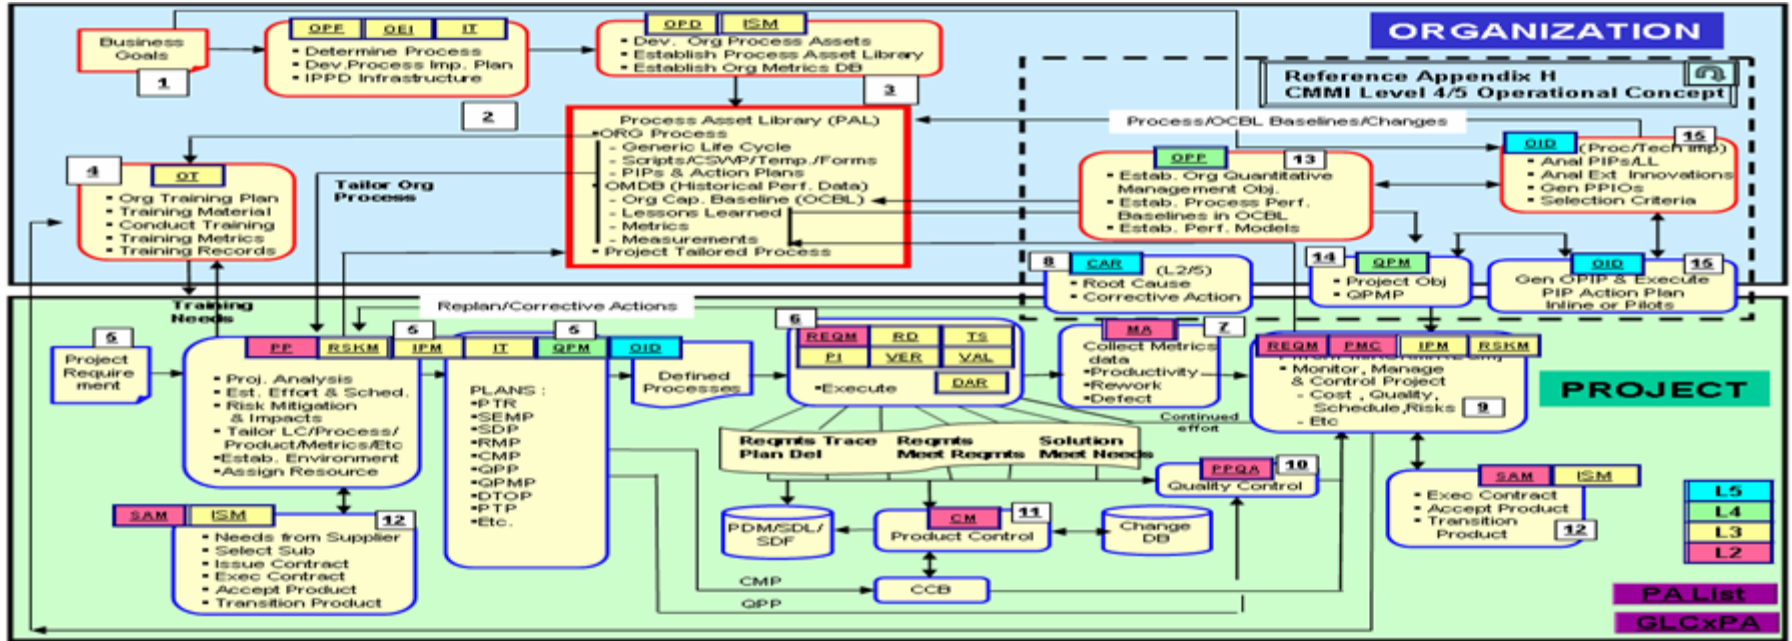 ORGANIZATION
Business
Goals
1
OPF OEI IT
• Determine Process
• Dev.Process Imp. Plan
• IPPD Infrastructure
2
OPD ISM
• Dev. Org Process Assets
• Establish Process Asset Library
• Establish Org Metrics DB
3
Process Asset Library (PAL)
•ORG Process
- Generic Life Cycle
- Scripts/CSWP/Temp./Forms
- PIPs & Action Plans
•OMDB (Historical Perf. Data)
- Org Cap. Baseline (OCBL)
- Lessons Learned
- Metrics
- Measurements
•Project Tailored Process
4
OT
• Org Training Plan
• Training Material
• Conduct Training
• Training Metrics
• Training Records
Tailor Org
Process
Reference Appendix H
CMMI Level 4/5 Operational Concept
Process/OCBL Baselines/Changes
OPP
13
• Estab. Org Quantitative
Management Obj.
• Estab. Process Perf.
Baselines in OCBL
• Estab. Perf. Models
OID
15
(Proc/Tech Imp)
• Anal PIPs/LL
• Anal Ext Innovations
• Gen PPIOs
• Selection Criteria
8
CAR
(L2/5)
• Root Cause
• Corrective Action
14
QPM
• Project Obj
• QPMP
OID
15
Gen OPIP & Execute
PIP Action Plan
Inline or Pilots
Training
Needs
Replan/Corrective Actions
PROJECT
5
Project
Require
ment
5
PP RSKM IPM
• Proj. Analysis
• Est. Effort & Sched.
• Risk Mitigation
& Impacts
• Tailor LC/Process/
Product/Metrics/Etc
•Estab. Environment
•Assign Resource
5
IT QPM OID
PLANS :
•PTR
•SEMP
•SDP
•RMP
•CMP
•QPP
•QPMP
•DTOP
•PTP
•Etc.
Defined
Processes
6
REQM RD TS
PI VER VAL
DAR
•Execute
MA
7
Collect Metrics
data
•Productivity
•Rework
•Defect
Continued
effort
REQM PMC IPM RSKM
• Monitor, Manage
& Control Project
- Cost , Quality,
Schedule,Risks
- Etc
9
Reqmts Trace
Plan Del
Reqmts
Meet Reqmts
Solution
Meet Needs
PPQA
10
Quality Control
PDM/SDL/
SDF
CM
11
Product Control
Change
DB
CCB
CMP
QPP
SAM ISM
12
• Needs from Supplier
• Select Sub
• Issue Contract
• Exec Contract
• Accept Product
• Transition Product
SAM ISM
• Exec Contract
• Accept Product
• Transition
Product
12
L5
L4
L3
L2
PA List
GLCxPA